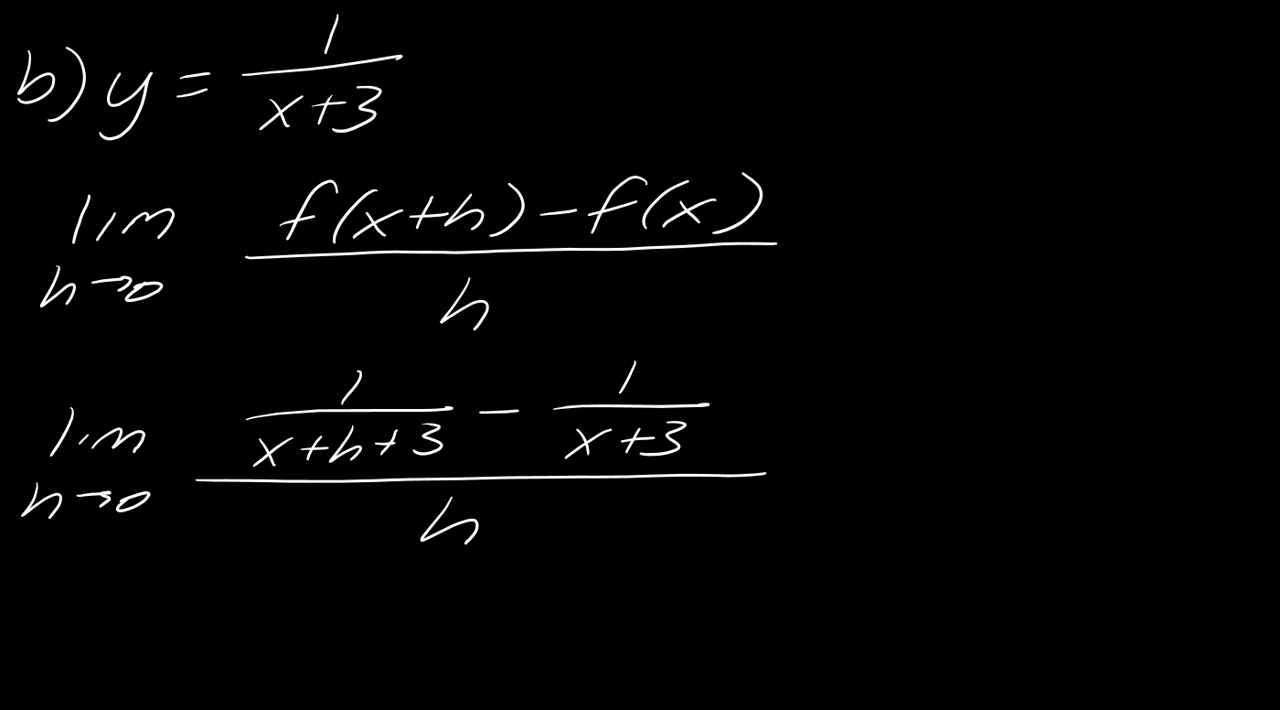 b) y = 1/(x+3)
lim h→0 (f(x+h) - f(x))/h
lim h→0 (1/(x+h+3) - 1/(x+3))/h